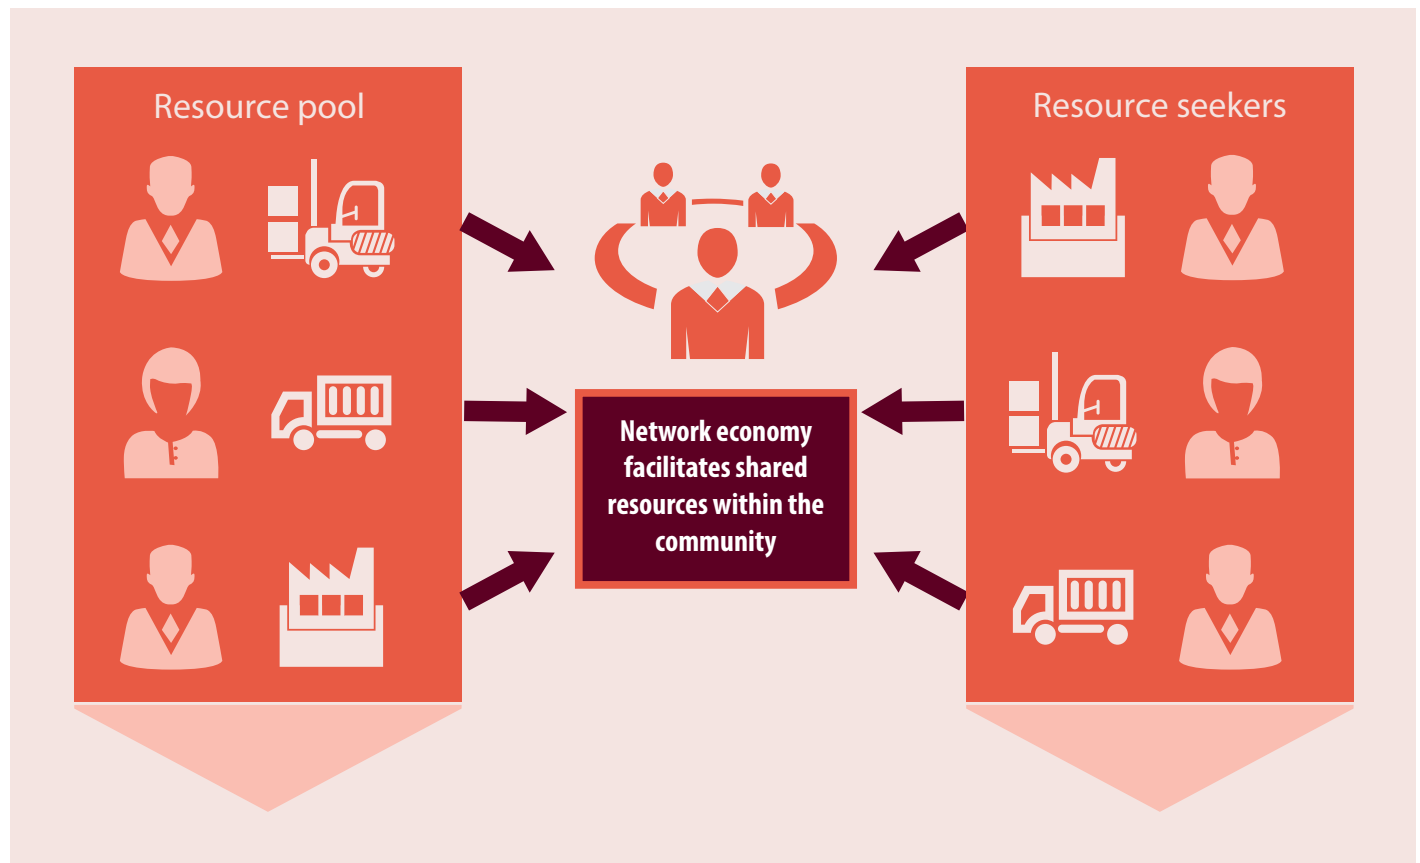 Resource pool
Resource seekers
Network economy
facilitates shared
resources within the
community